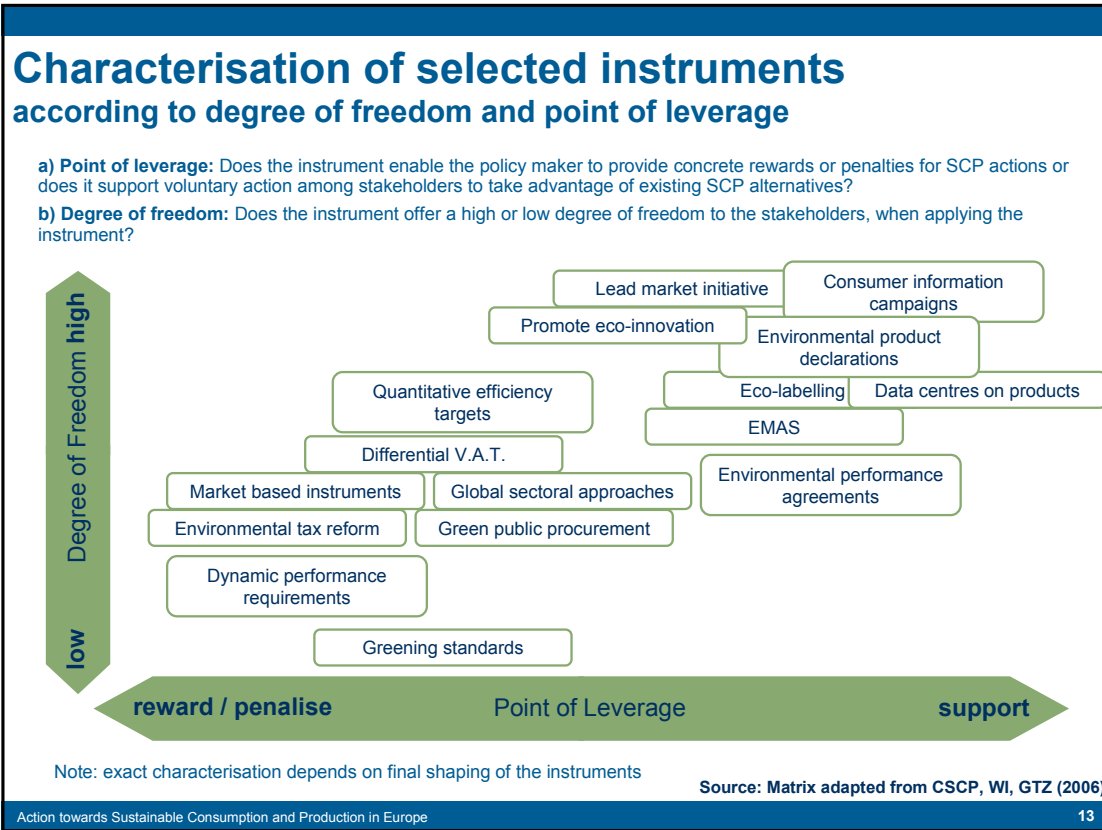 Characterisation of selected instruments
according to degree of freedom and point of leverage
a) Point of leverage: Does the instrument enable the policy maker to provide concrete rewards or penalties for SCP actions or
does it support voluntary action among stakeholders to take advantage of existing SCP alternatives?
b) Degree of freedom: Does the instrument offer a high or low degree of freedom to the stakeholders, when applying the
instrument?
low Degree of Freedom high
Lead market initiative
Consumer information
campaigns
Promote eco-innovation
Environmental product
declarations
Quantitative efficiency
targets
Eco-labelling
Data centres on products
EMAS
Differential V.A.T.
Environmental performance
agreements
Market based instruments
Global sectoral approaches
Environmental tax reform
Green public procurement
Dynamic performance
requirements
Greening standards
reward / penalise Point of Leverage support
Note: exact characterisation depends on final shaping of the instruments
Source: Matrix adapted from CSCP, WI, GTZ (2006)
Action towards Sustainable Consumption and Production in Europe
13